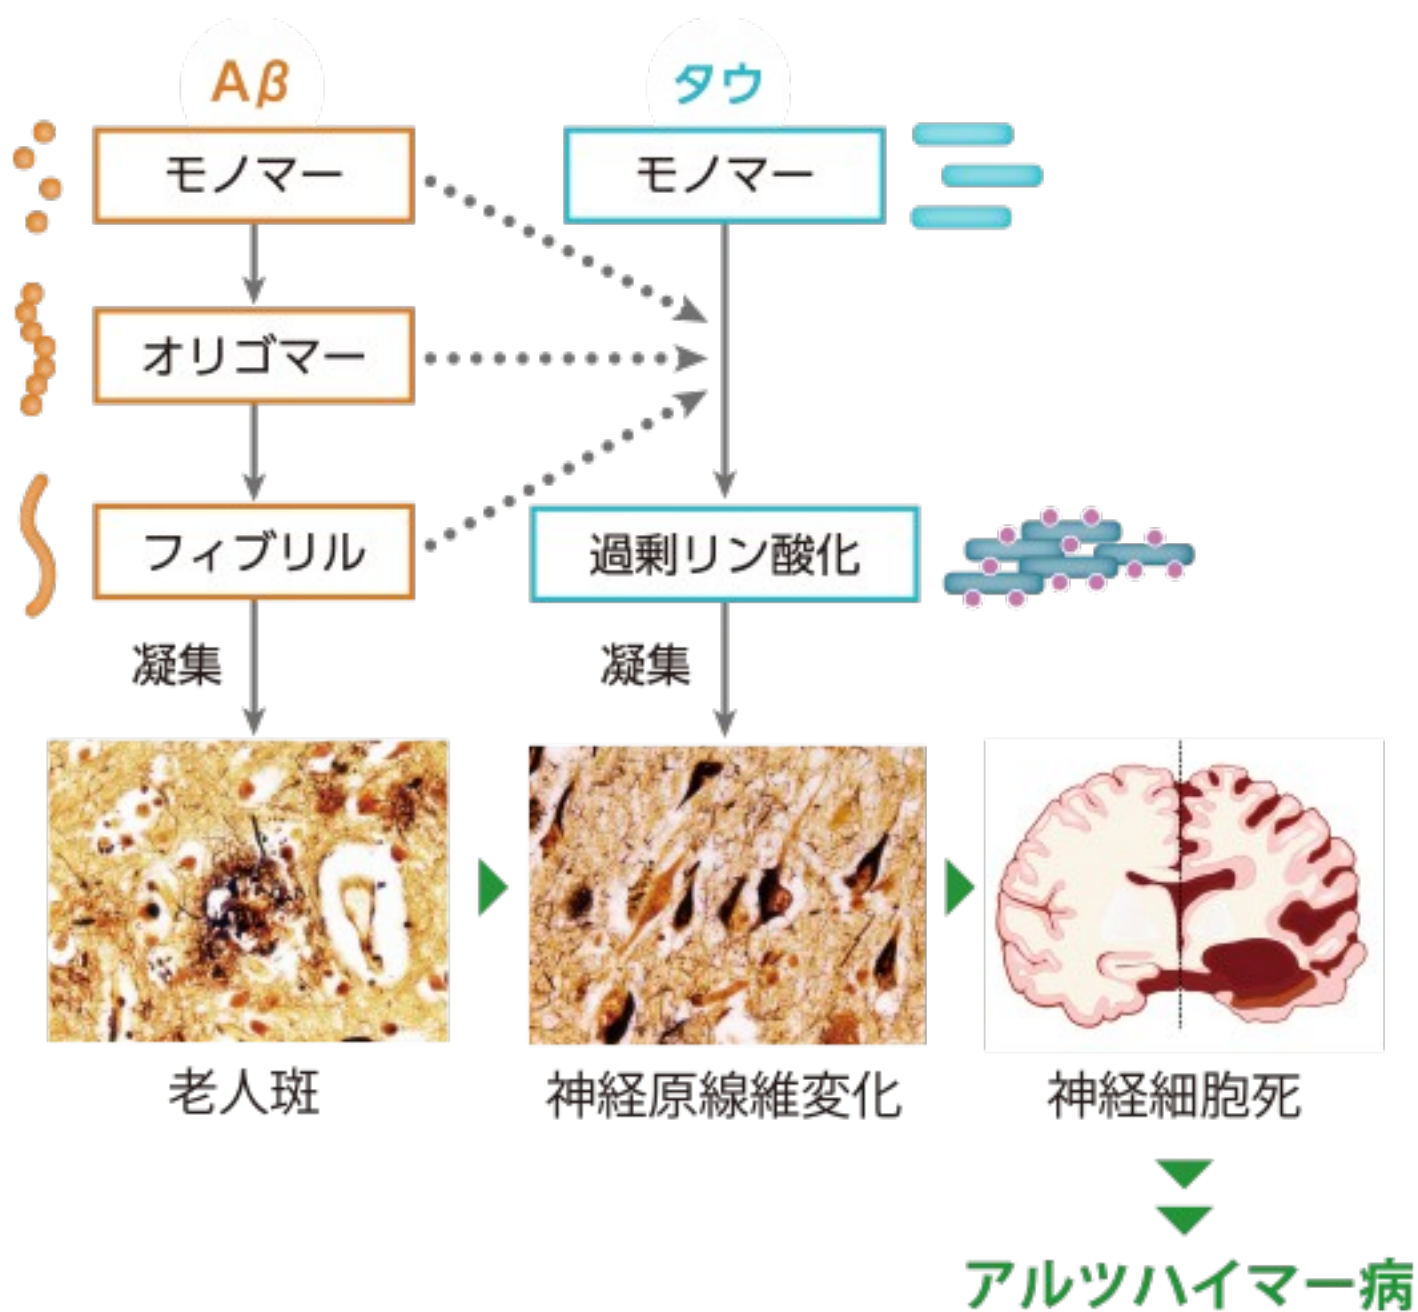 Aβ
タウ
モノマー
モノマー
オリゴマー
フィブリル
過剰リン酸化
凝集
凝集
老人斑
神経原線維変化
神経細胞死
アルツハイマー病